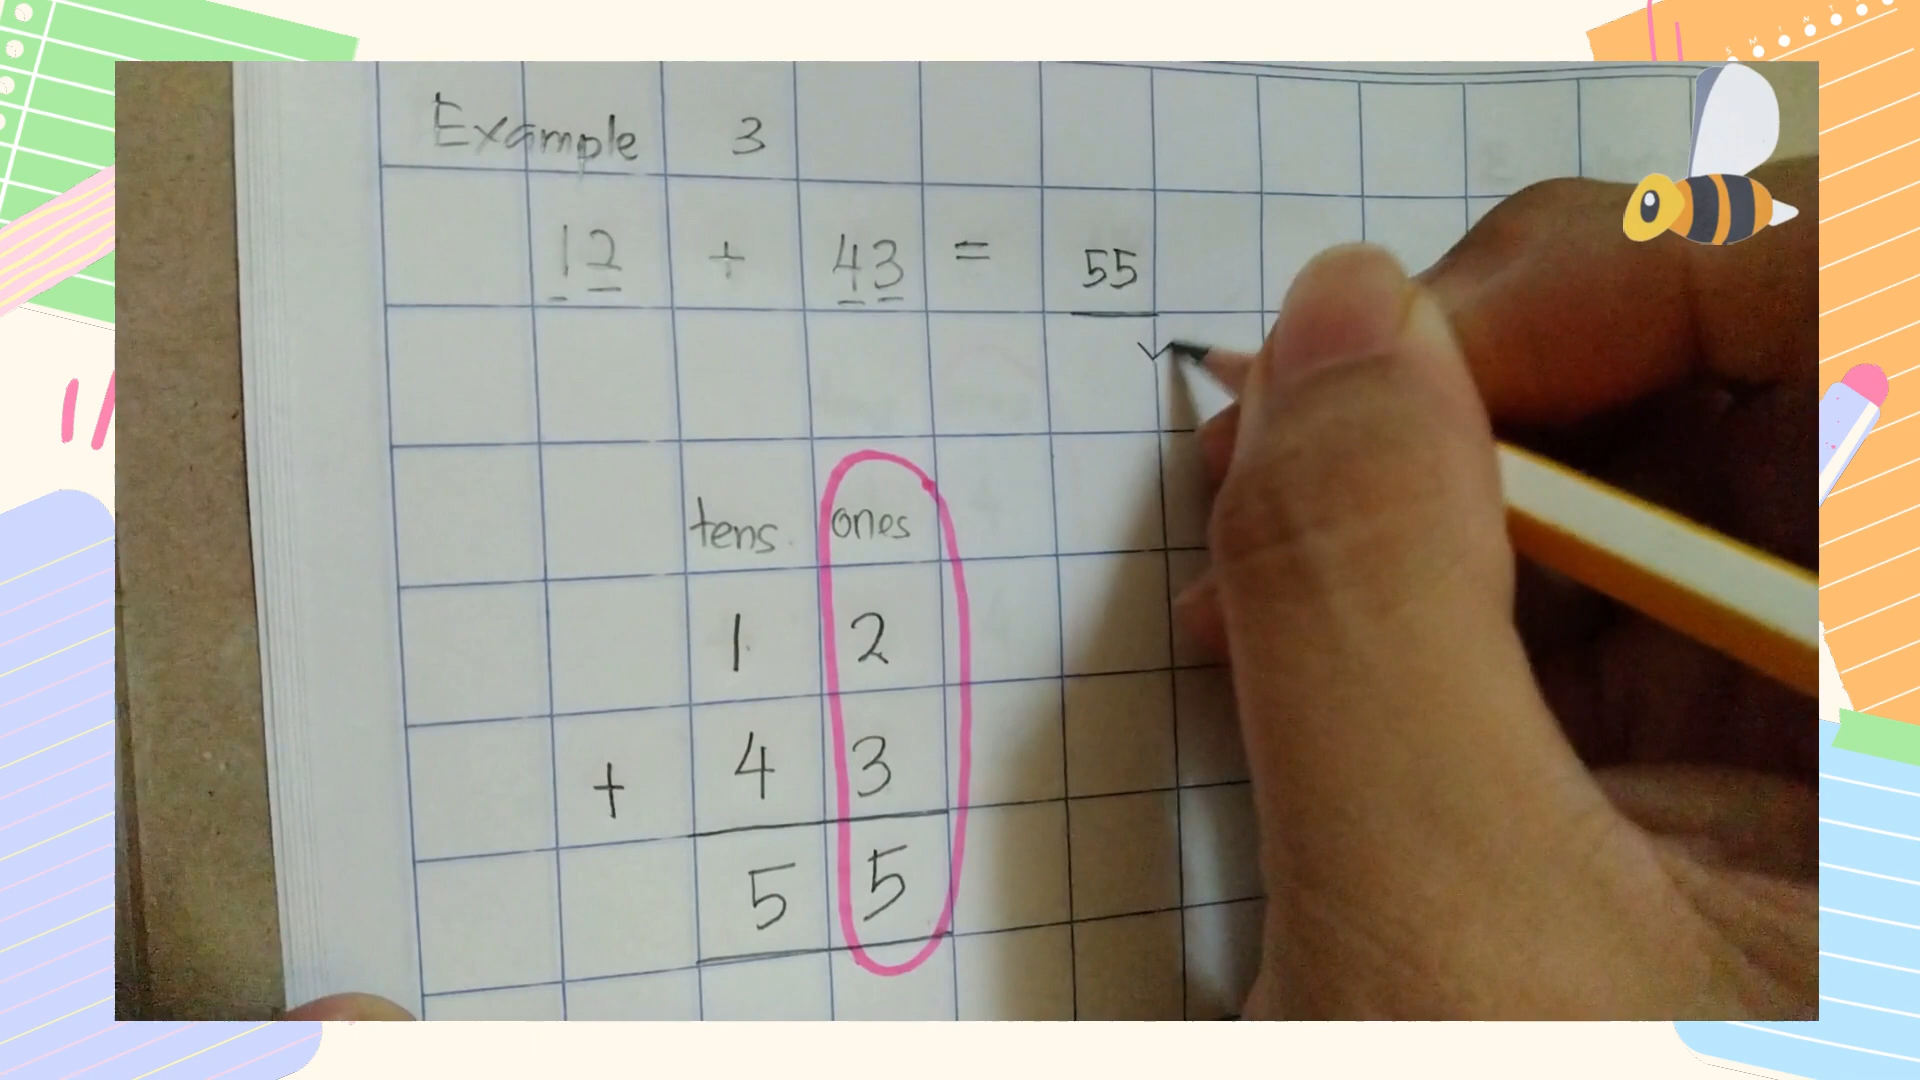 Example 3
12 + 43 = 55
tens ones
1 2
+ 4 3
5 5